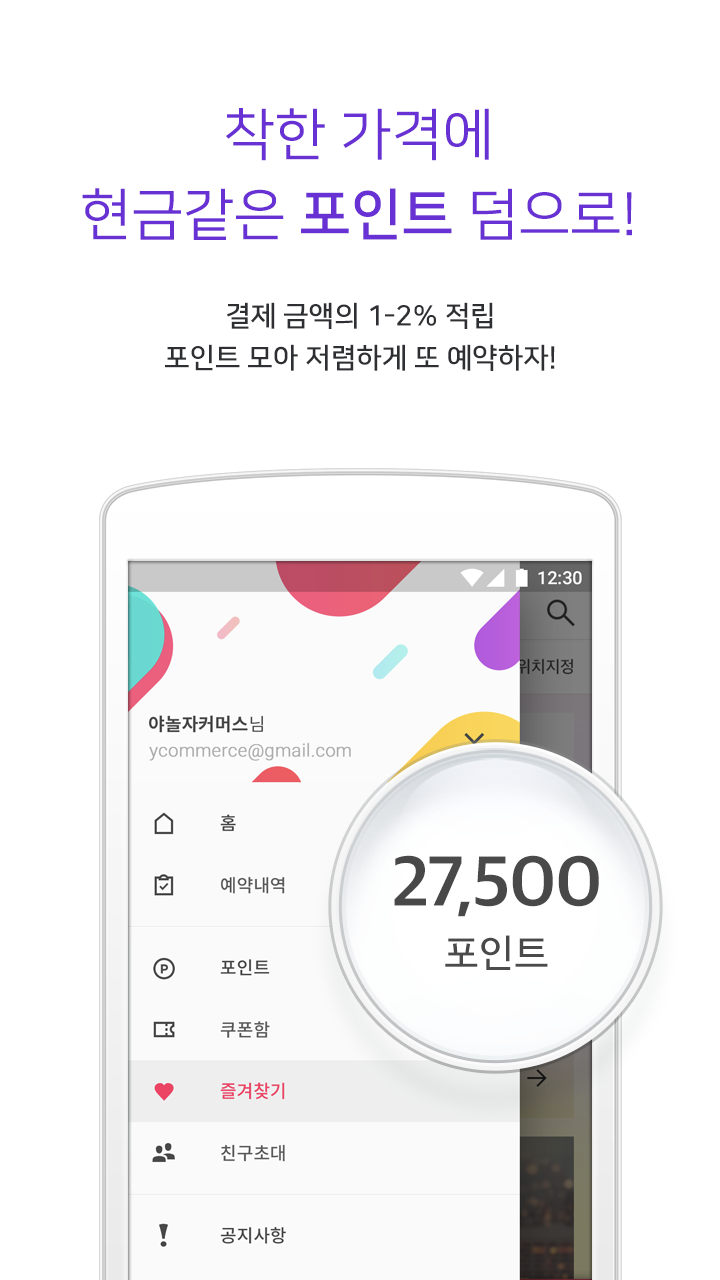 착한 가격에
현금같은 포인트 덤으로!
결제 금액의 1-2% 적립
포인트 모아 저렴하게 또 예약하자!
12:30
위치지정
야놀자커머스님
ycommerce@gmail.com
홈
예약내역
27,500
포인트
포인트
쿠폰함
즐겨찾기
친구초대
공지사항